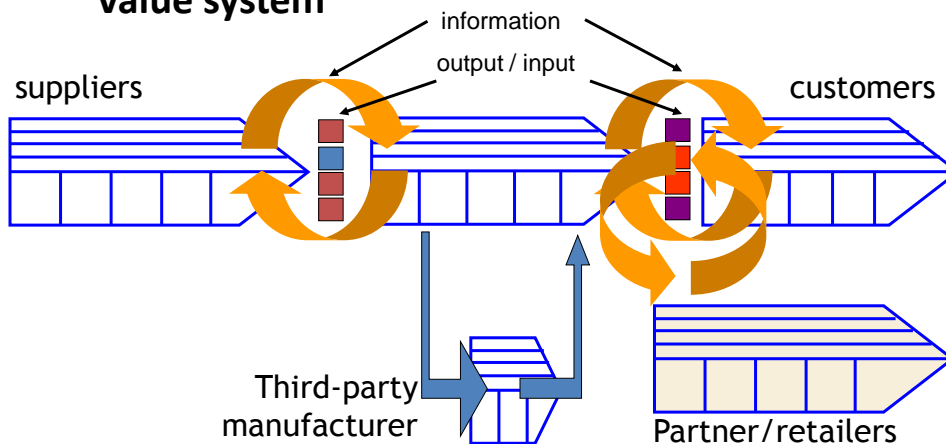 value system
information
output / input
suppliers
customers
Third-party
manufacturer
Partner/retailers